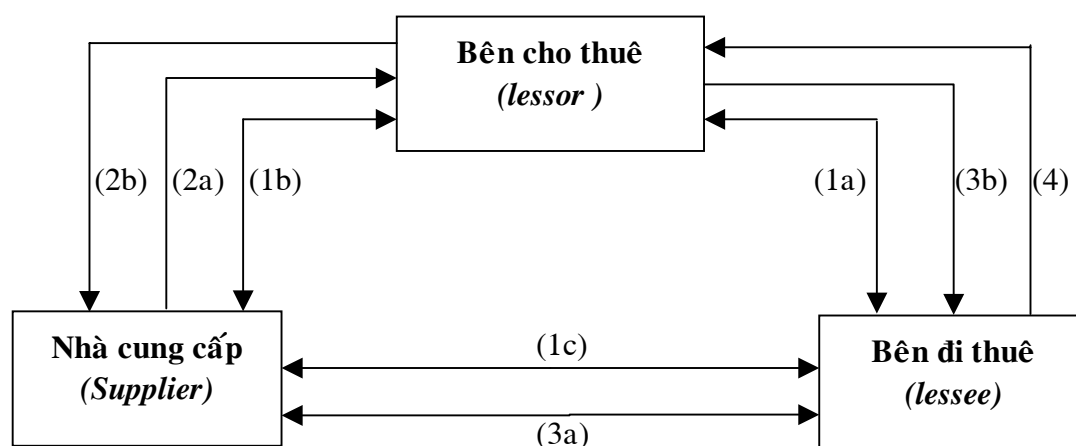 Bên cho thuê
(lessor )
(2b)
(2a)
(1b)
(1a)
(3b)
(4)
Nhà cung cấp
(Supplier)
(1c)
(3a)
Bên đi thuê
(lessee)